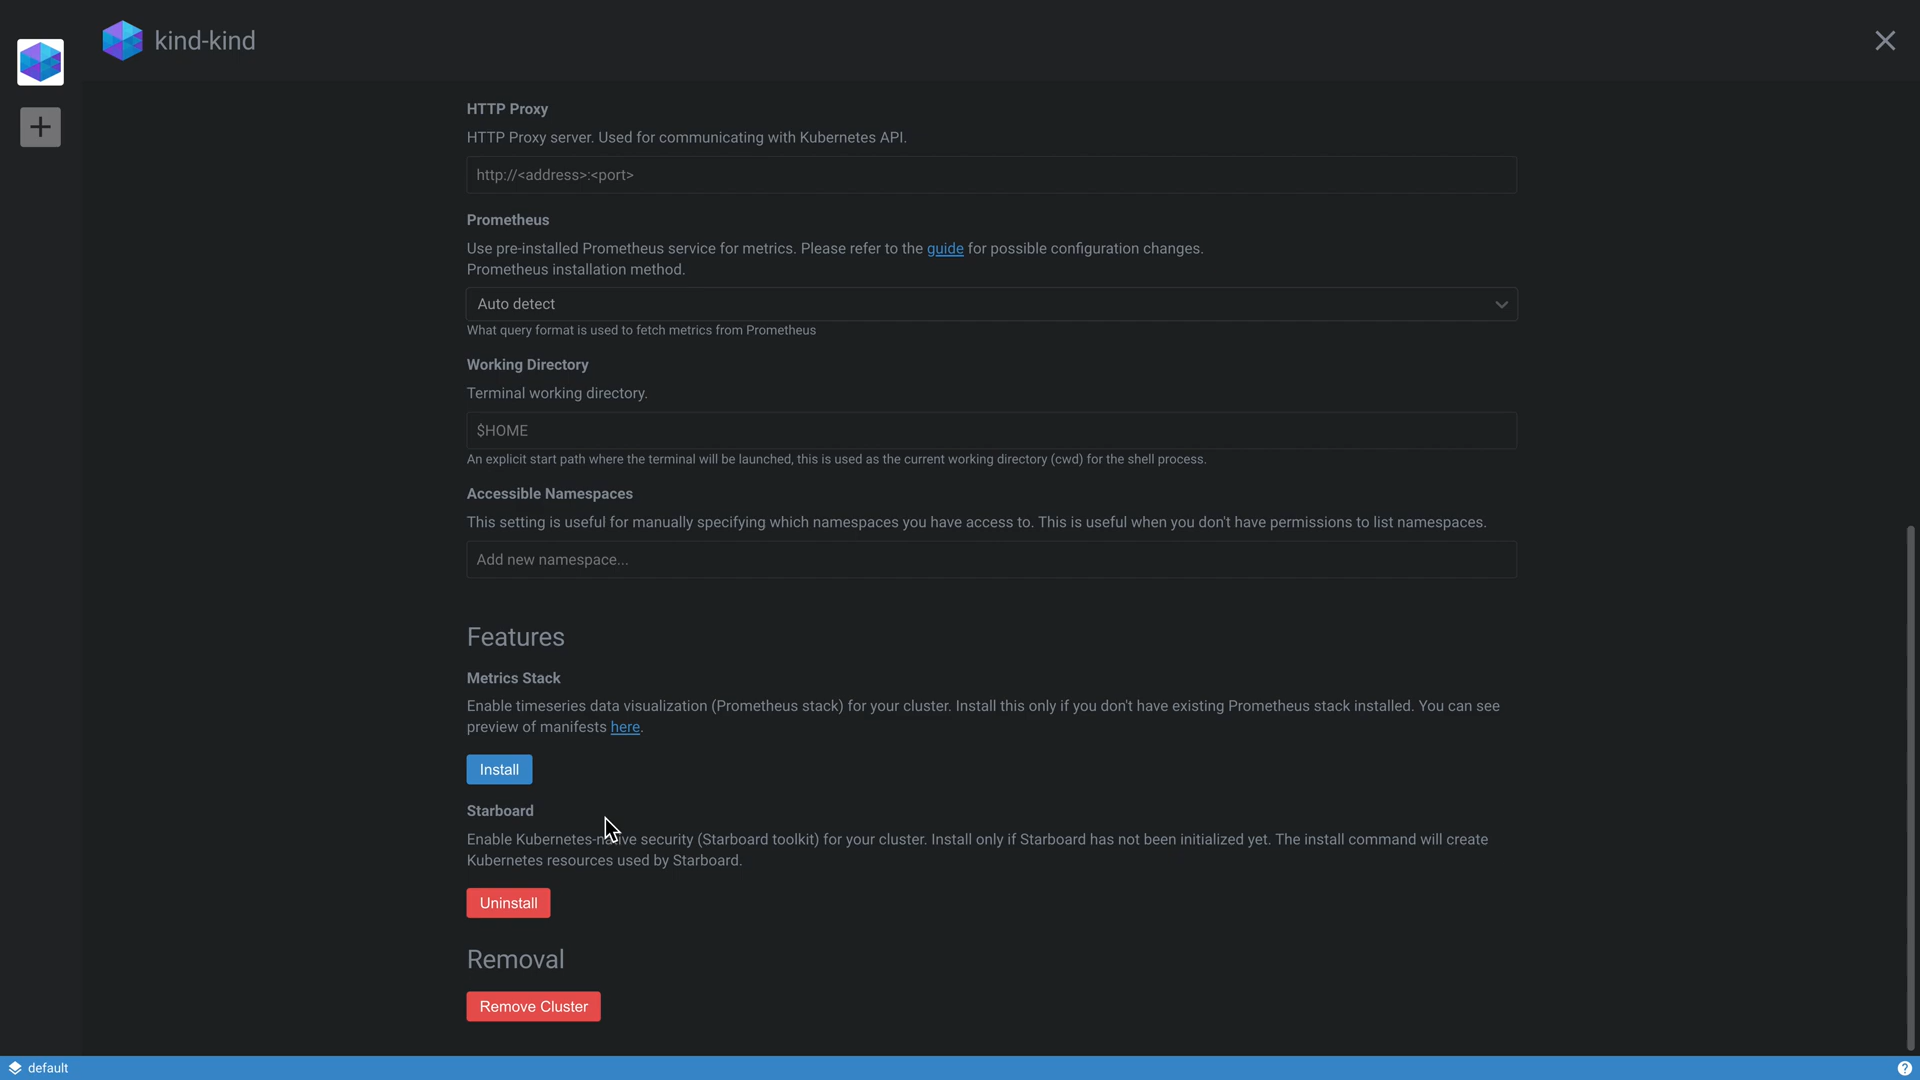 kind-kind
HTTP Proxy
HTTP Proxy server. Used for communicating with Kubernetes API.
http://<address>:<port>
Prometheus
Use pre-installed Prometheus service for metrics. Please refer to the guide for possible configuration changes.
Prometheus installation method.
Auto detect
What query format is used to fetch metrics from Prometheus
Working Directory
Terminal working directory.
$HOME
An explicit start path where the terminal will be launched, this is used as the current working directory (cwd) for the shell process.
Accessible Namespaces
This setting is useful for manually specifying which namespaces you have access to. This is useful when you don't have permissions to list namespaces.
Add new namespace...
Features
Metrics Stack
Enable timeseries data visualization (Prometheus stack) for your cluster. Install this only if you don't have existing Prometheus stack installed. You can see
preview of manifests here.
Install
Starboard
Enable Kubernetes-native security (Starboard toolkit) for your cluster. Install only if Starboard has not been initialized yet. The install command will create
Kubernetes resources used by Starboard.
Uninstall
Removal
Remove Cluster
default